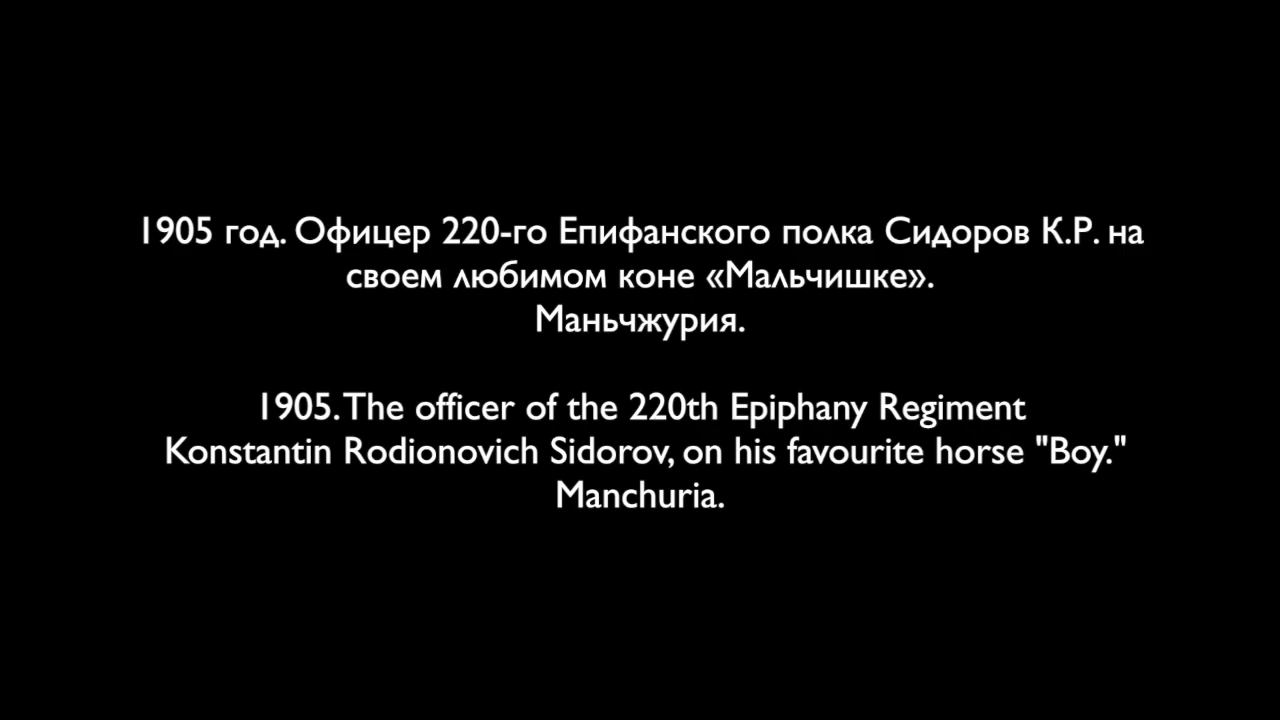 1905 год. Офицер 220-го Епифанского полка Сидоров К.Р. на
своем любимом коне «Мальчишке».
Маньчжурия.
1905. The officer of the 220th Epiphany Regiment
Konstantin Rodionovich Sidorov, on his favourite horse "Boy."
Manchuria.